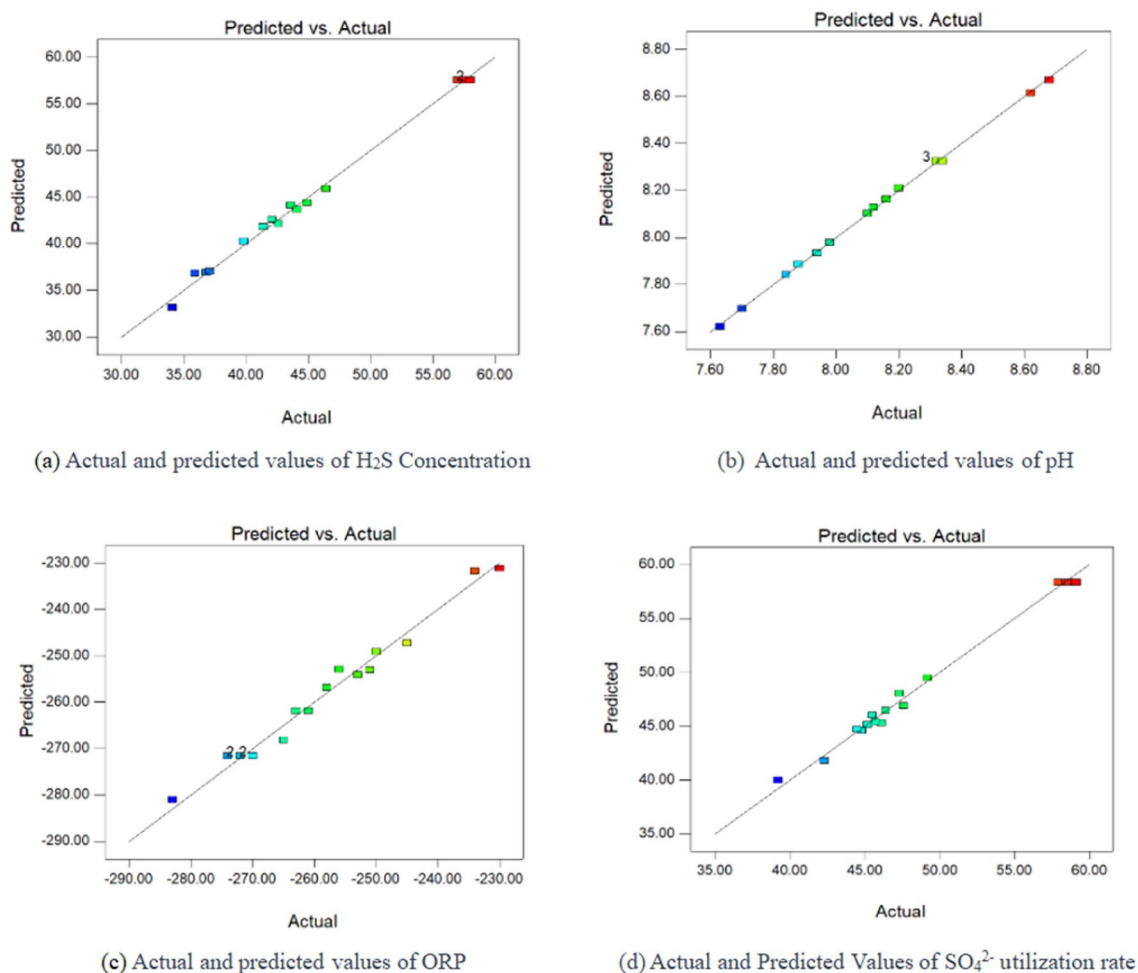 Predicted vs. Actual
60.00
55.00
50.00
45.00
40.00
35.00
30.00
Predicted
2
30.00 35.00 40.00 45.00 50.00 55.00 60.00
Actual
(a) Actual and predicted values of H₂S Concentration
Predicted vs. Actual
8.80
8.60
8.40
8.20
8.00
7.80
7.60
Predicted
3
7.60 7.80 8.00 8.20 8.40 8.60 8.80
Actual
(b) Actual and predicted values of pH
Predicted vs. Actual
-230.00
-240.00
-250.00
-260.00
-270.00
-280.00
-290.00
Predicted
2 2
-290.00 -280.00 -270.00 -260.00 -250.00 -240.00 -230.00
Actual
(c) Actual and predicted values of ORP
Predicted vs. Actual
60.00
55.00
50.00
45.00
40.00
35.00
Predicted
35.00 40.00 45.00 50.00 55.00 60.00
Actual
(d) Actual and Predicted Values of SO₄²⁻ utilization rate